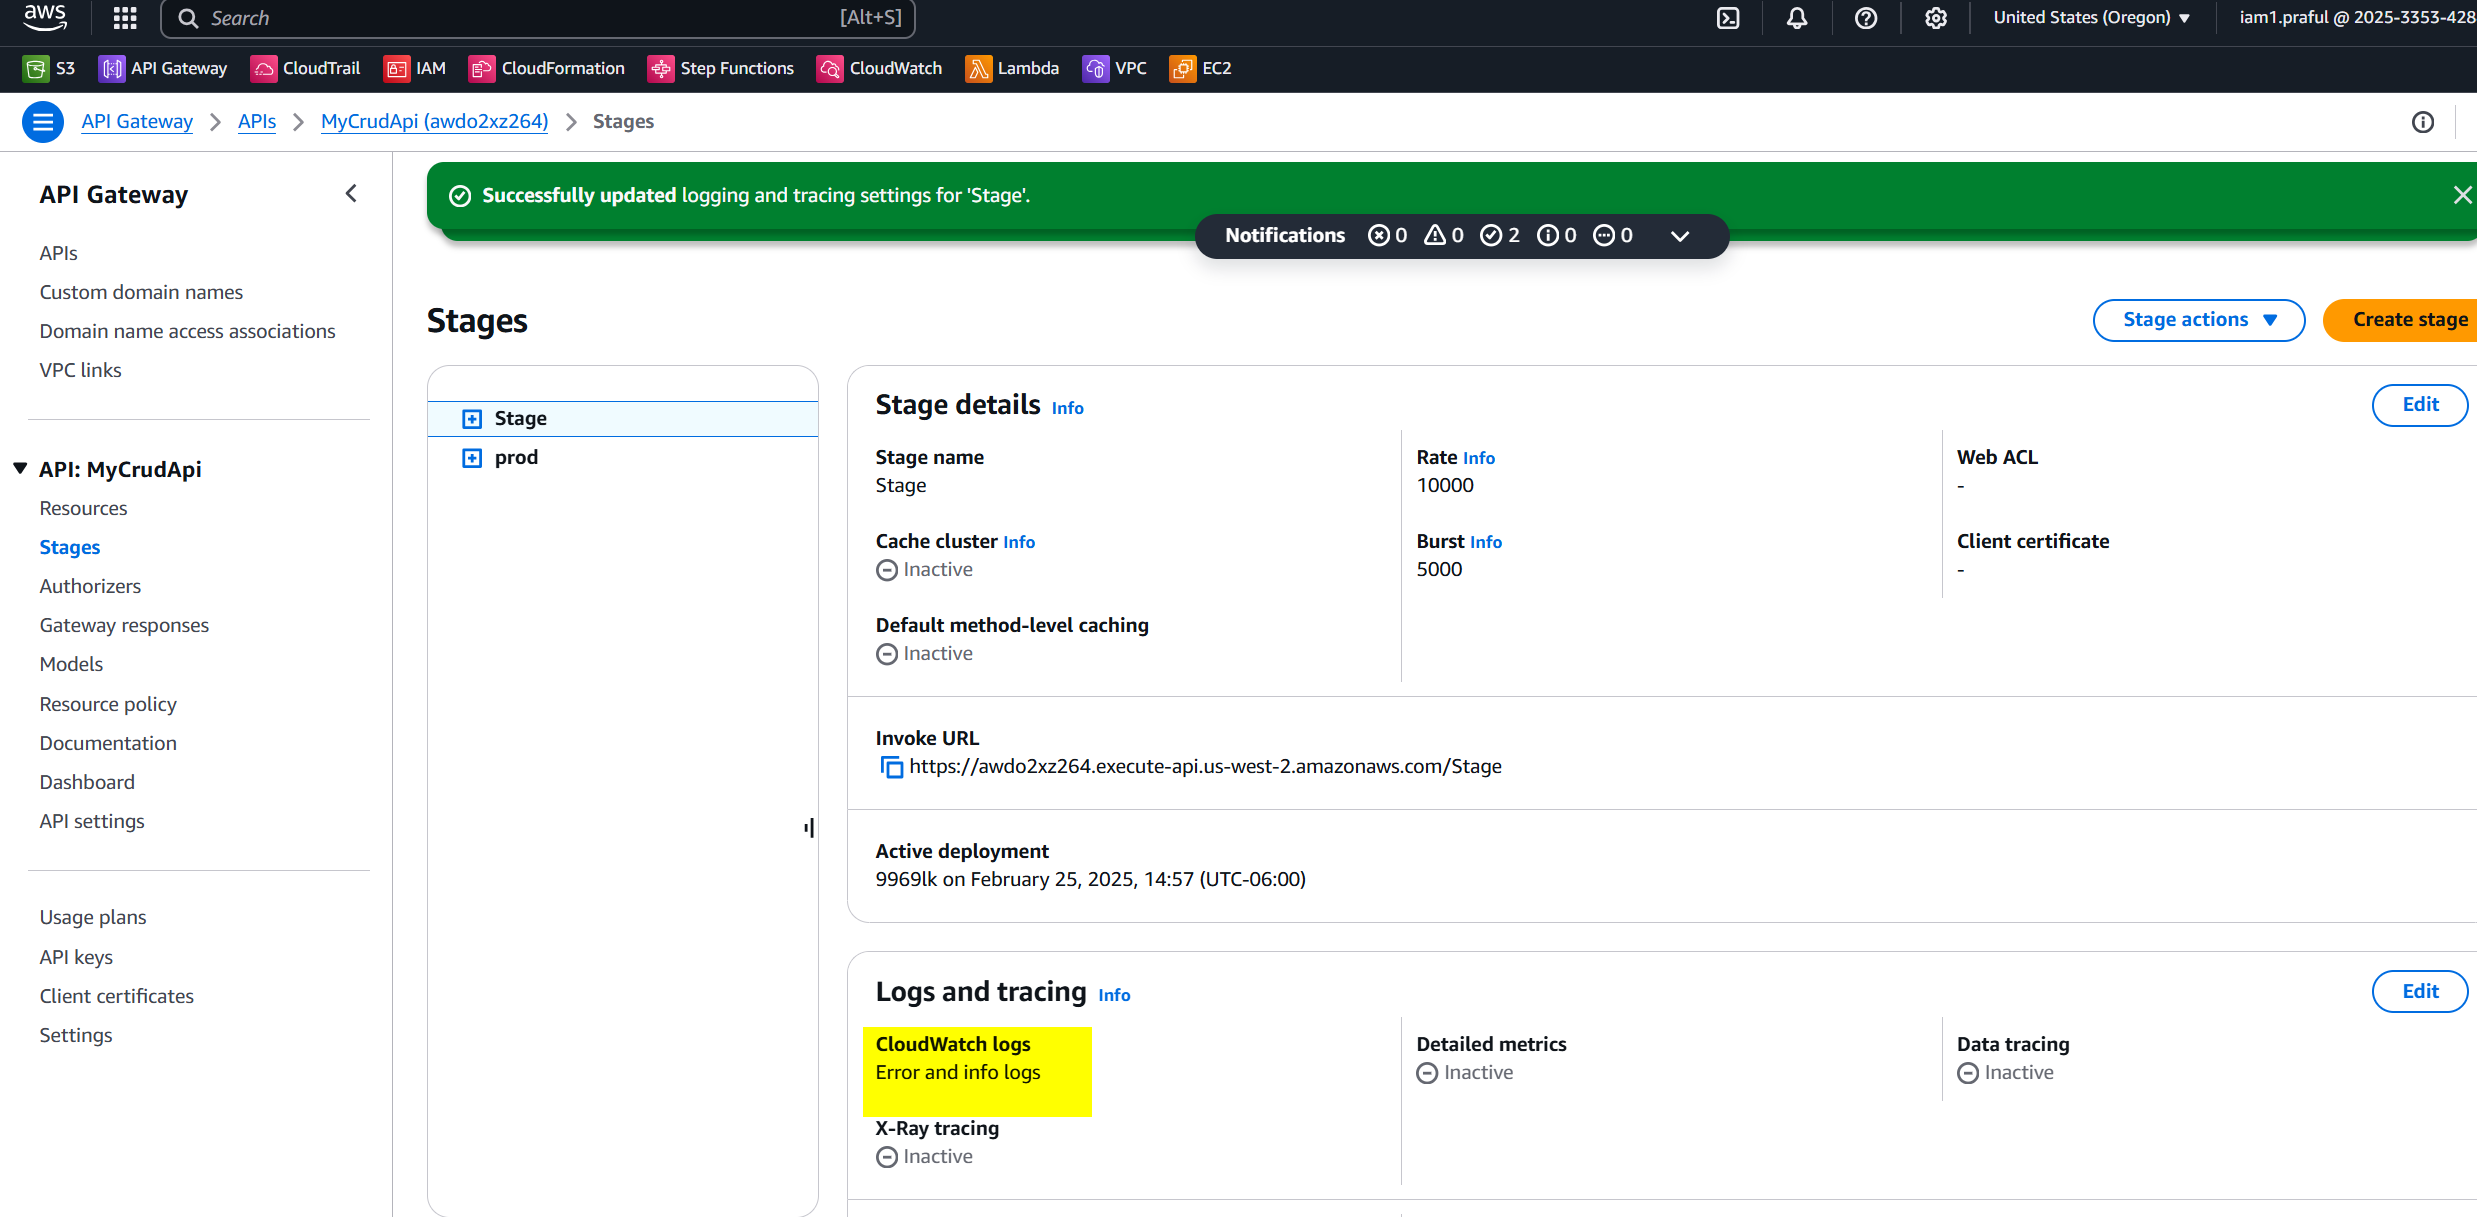 aws
Search [Alt+S]
United States (Oregon) ▼
iam1.praful @ 2025-3353-428
S3 API Gateway CloudTrail IAM CloudFormation Step Functions CloudWatch Lambda VPC EC2
API Gateway > APIs > MyCrudApi (awdo2xz264) > Stages
API Gateway
APIs
Custom domain names
Domain name access associations
VPC links
API: MyCrudApi
Resources
Stages
Authorizers
Gateway responses
Models
Resource policy
Documentation
Dashboard
API settings
Usage plans
API keys
Client certificates
Settings
Successfully updated logging and tracing settings for 'Stage'.
Notifications 0 0 2 0 0
Stages
Stage actions ▼
Create stage
Stage
prod
Stage details Info
Edit
Stage name
Stage
Rate Info
10000
Web ACL
-
Cache cluster Info
Inactive
Burst Info
5000
Client certificate
-
Default method-level caching
Inactive
Invoke URL
https://awdo2xz264.execute-api.us-west-2.amazonaws.com/Stage
Active deployment
9969lk on February 25, 2025, 14:57 (UTC-06:00)
Logs and tracing Info
Edit
CloudWatch logs
Error and info logs
Detailed metrics
Inactive
Data tracing
Inactive
X-Ray tracing
Inactive